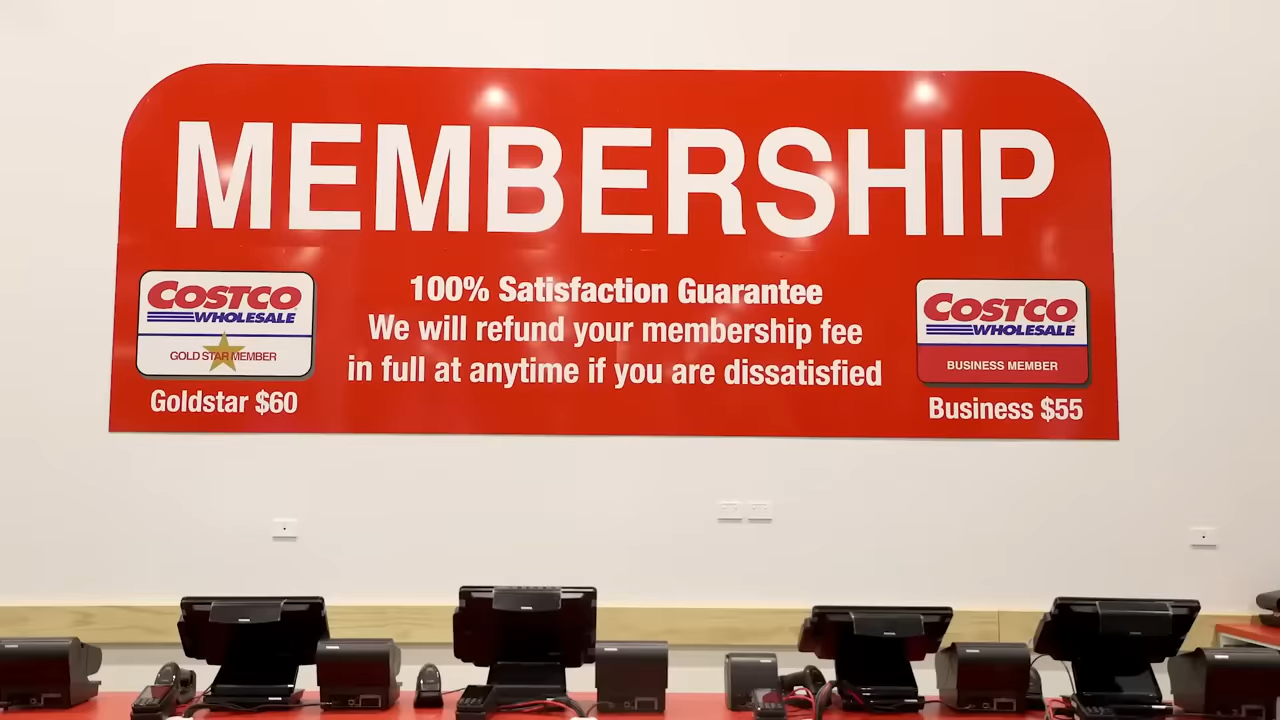 MEMBERSHIP
100% Satisfaction Guarantee
We will refund your membership fee
in full at anytime if you are dissatisfied
COSTCO
WHOLESALE
GOLD STAR MEMBER
Goldstar $60
COSTCO
WHOLESALE
BUSINESS MEMBER
Business $55